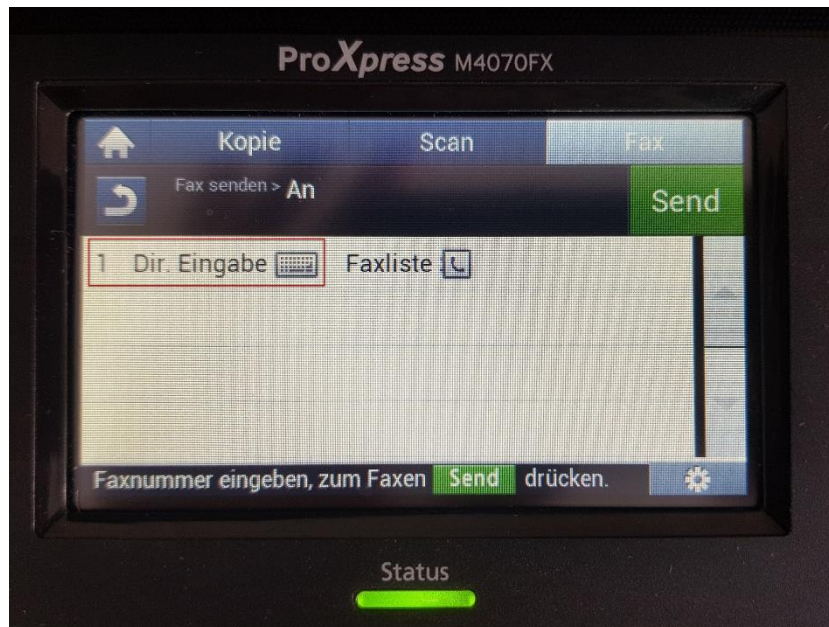 ProXpress M4070FX
Kopie Scan Fax
Fax senden > An
Send
1 Dir. Eingabe Faxliste
Faxnummer eingeben, zum Faxen Send drücken.
Status